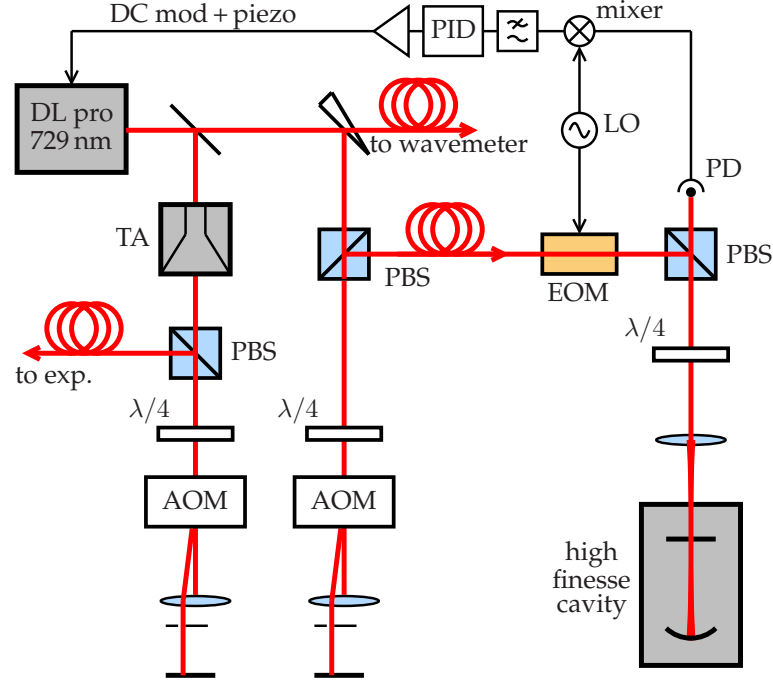 DC mod + piezo
PID
mixer
DL pro
729 nm
to wavemeter
LO
PD
TA
PBS
EOM
PBS
PBS
to exp.
λ/4
λ/4
λ/4
AOM
AOM
high
finesse
cavity